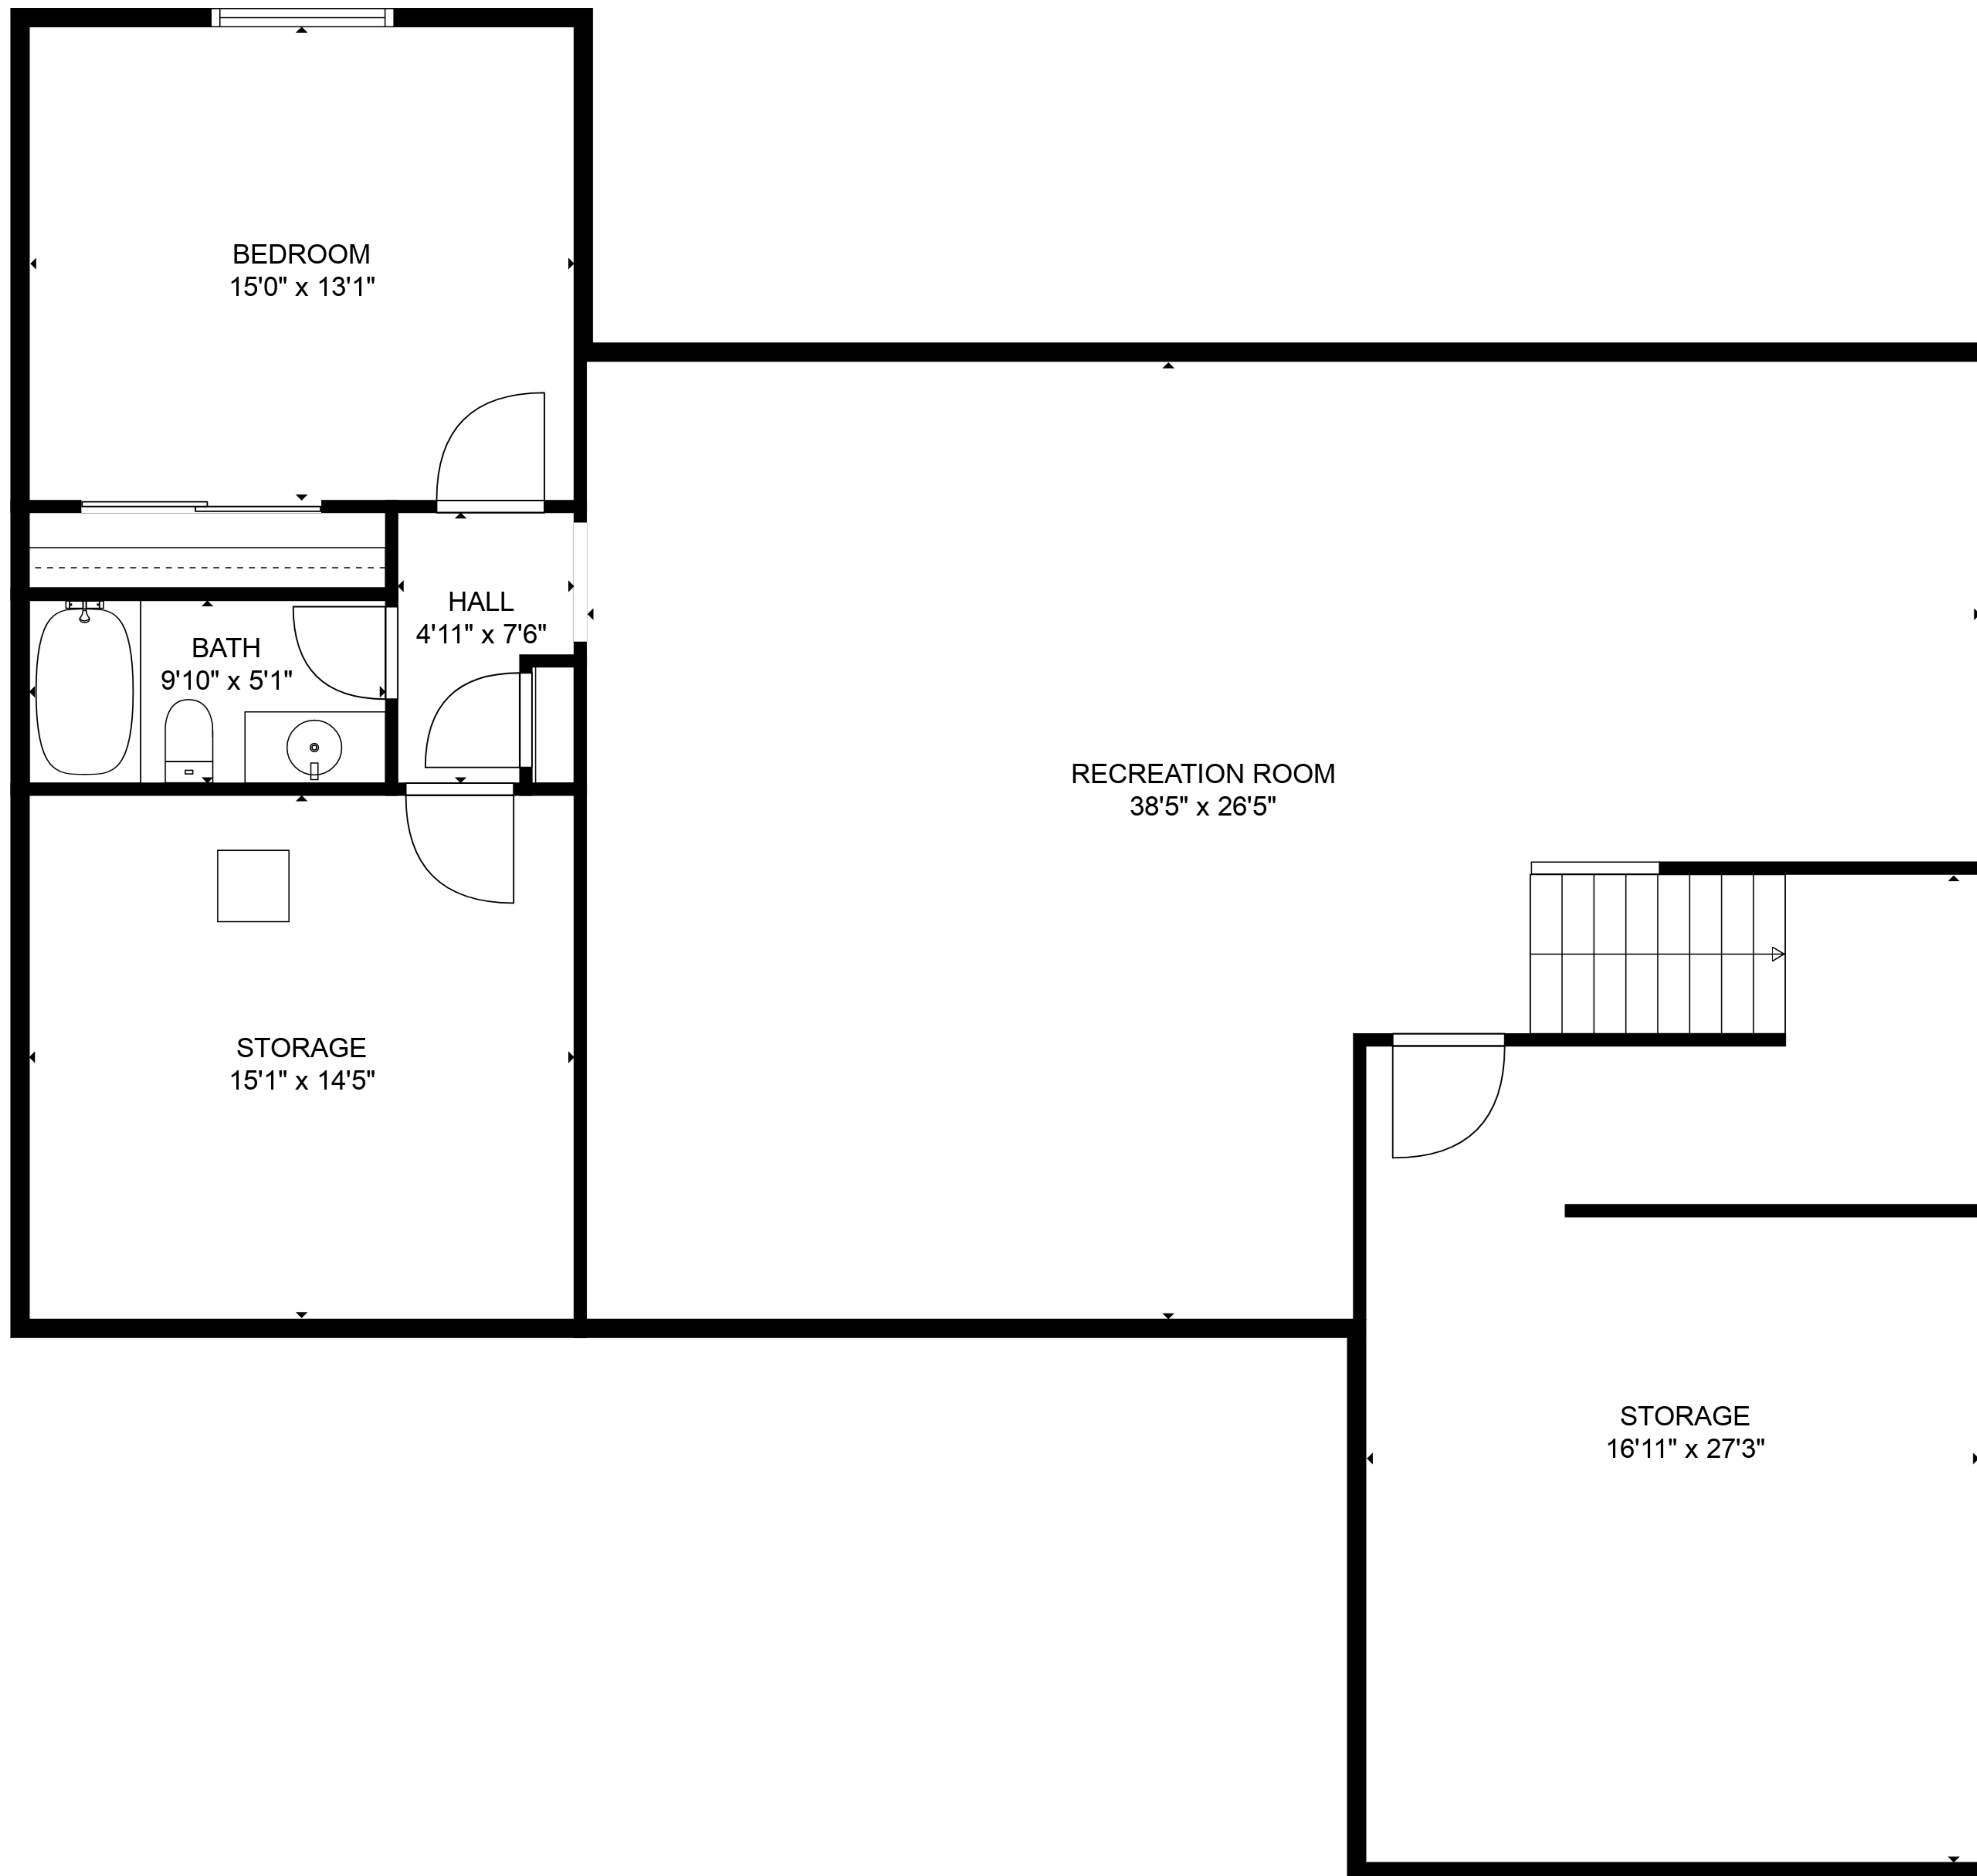 BEDROOM
15'0" x 13'1"
HALL
4'11" x 7'6"
BATH
9'10" x 5'1"
RECREATION ROOM
38'5" x 26'5"
STORAGE
15'1" x 14'5"
STORAGE
16'11" x 27'3"